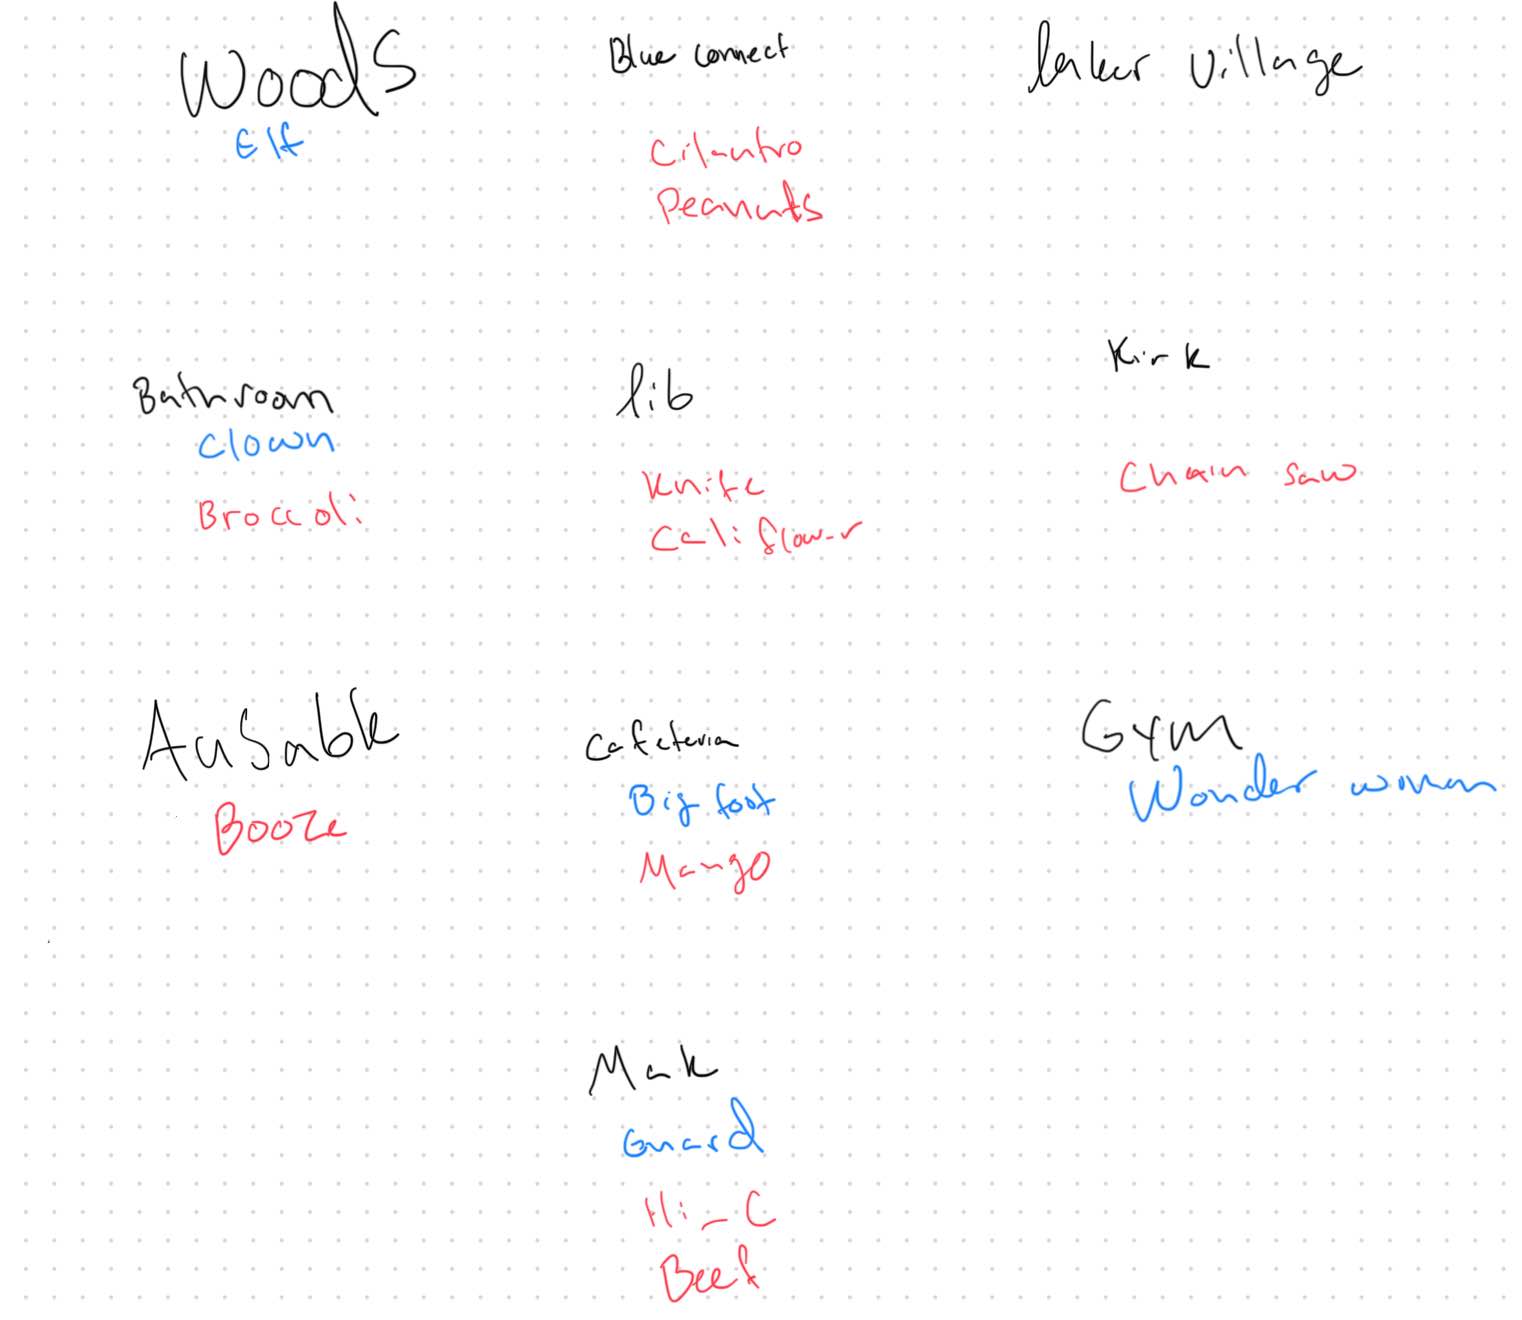 Woods
Elf
Blue connect
Cilantro
Peanuts
laker village
Bathroom
Clown
Broccoli
lib
Knife
Califlower
Kirk
Chain saw
AuSable
Booze
Cafeteria
Big foot
Mango
Gym
Wonder woman
Mak
Guard
Hi_C
Beef